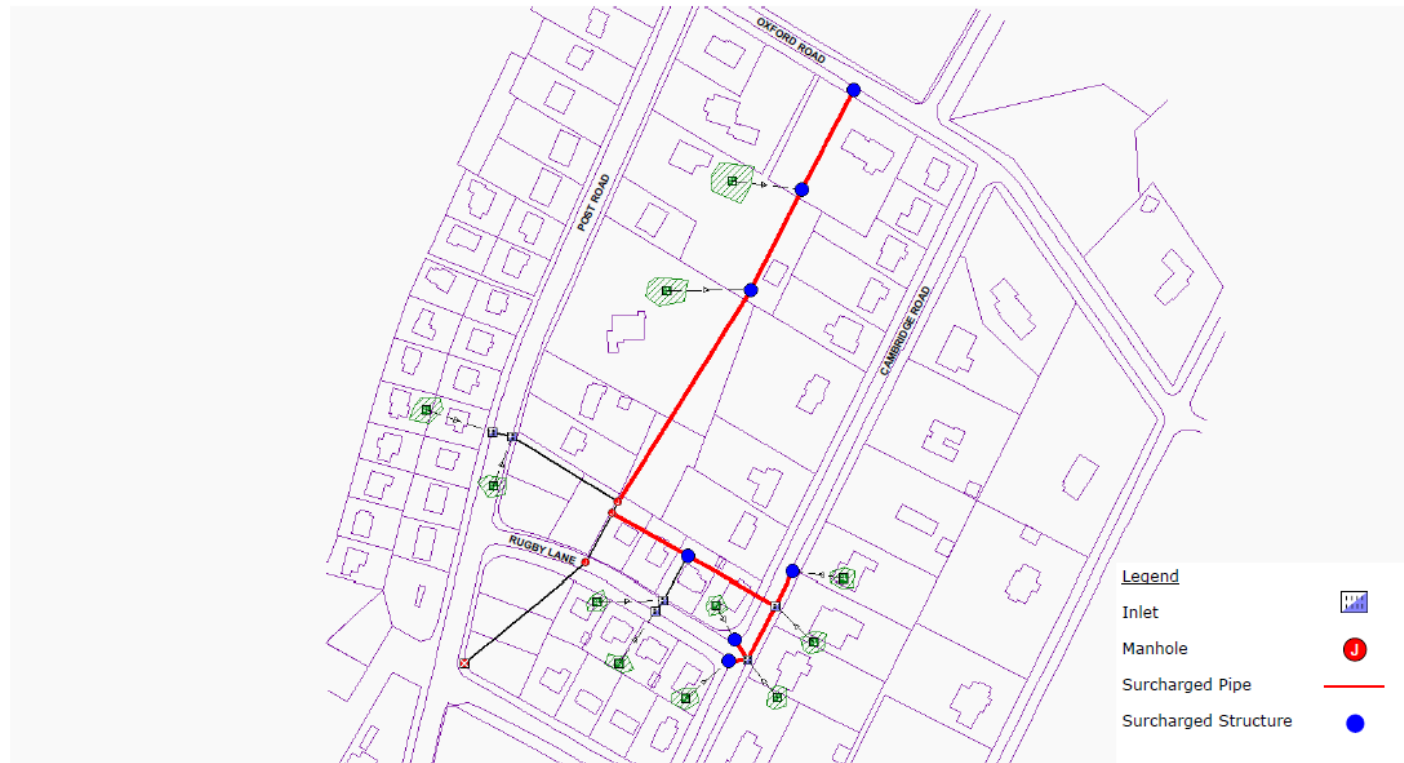 OXFORD ROAD
POST ROAD
CAMBRIDGE ROAD
RUGBY LANE
Legend
Inlet
Manhole
J
Surcharged Pipe
Surcharged Structure